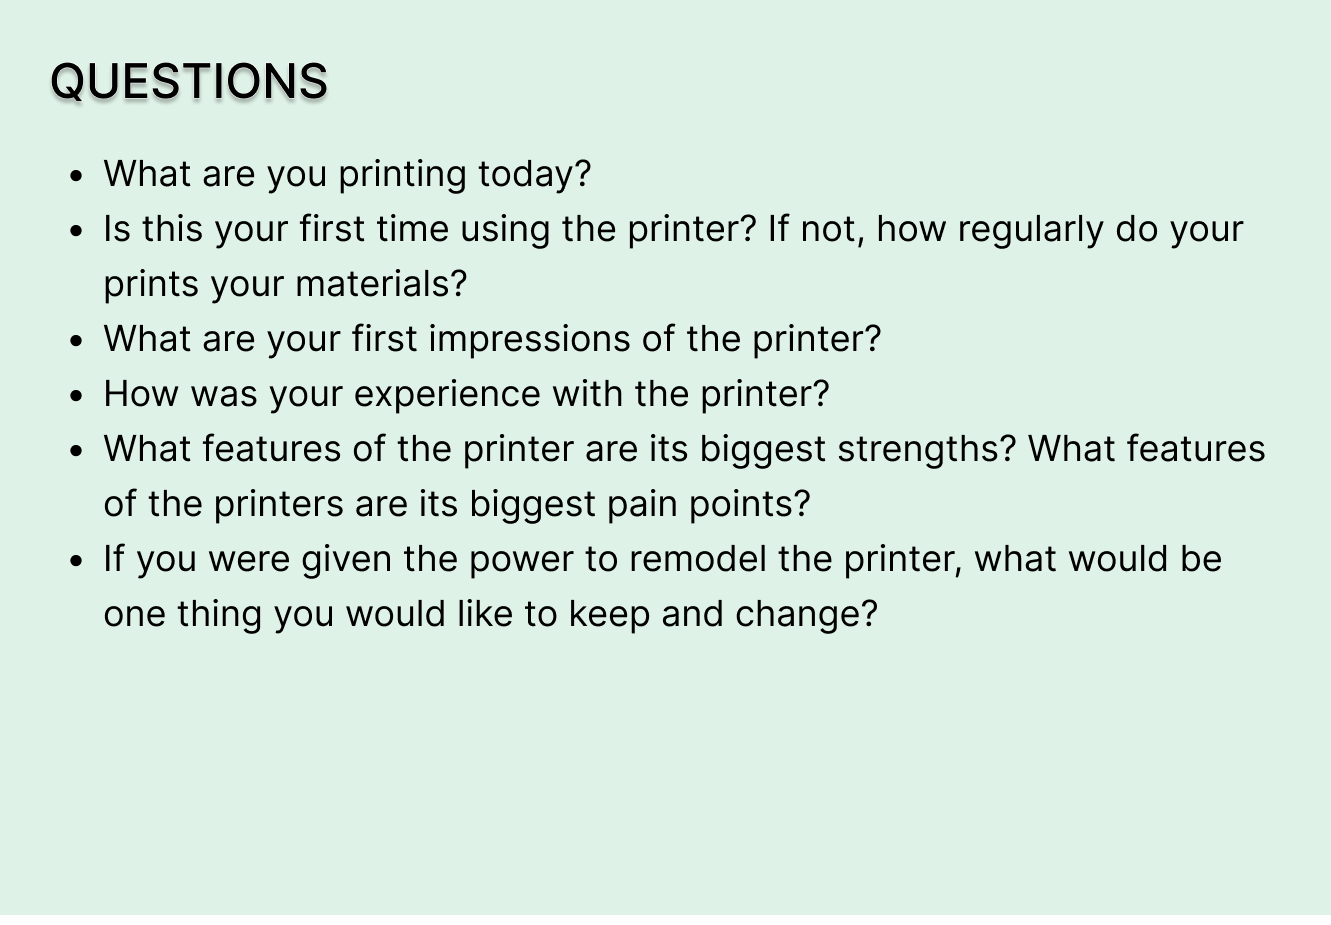 QUESTIONS
• What are you printing today?
• Is this your first time using the printer? If not, how regularly do your
prints your materials?
• What are your first impressions of the printer?
• How was your experience with the printer?
• What features of the printer are its biggest strengths? What features
of the printers are its biggest pain points?
• If you were given the power to remodel the printer, what would be
one thing you would like to keep and change?